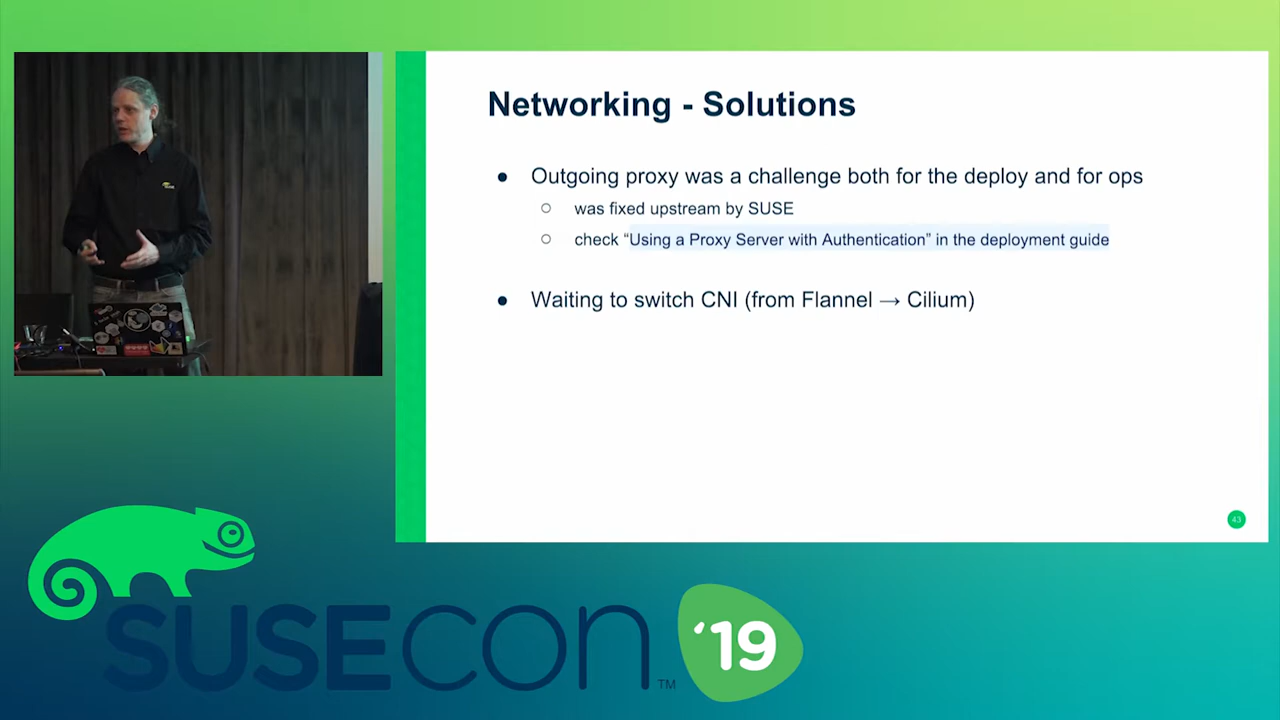 Networking - Solutions
● Outgoing proxy was a challenge both for the deploy and for ops
○ was fixed upstream by SUSE
○ check “Using a Proxy Server with Authentication” in the deployment guide
● Waiting to switch CNI (from Flannel → Cilium)
43
SUSECON ™ ‘19